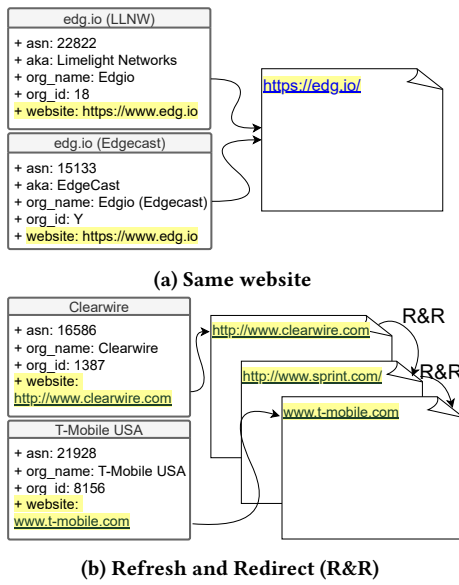 edg.io (LLNW)
+ asn: 22822
+ aka: Limelight Networks
+ org_name: Edgio
+ org_id: 18
+ website: https://www.edg.io
https://edg.io/
edg.io (Edgecast)
+ asn: 15133
+ aka: EdgeCast
+ org_name: Edgio (Edgecast)
+ org_id: Y
+ website: https://www.edg.io
(a) Same website
Clearwire
+ asn: 16586
+ org_name: Clearwire
+ org_id: 1387
+ website:
http://www.clearwire.com
http://www.clearwire.com
R&R
http://www.sprint.com/
R&R
www.t-mobile.com
T-Mobile USA
+ asn: 21928
+ org_name: T-Mobile USA
+ org_id: 8156
+ website:
www.t-mobile.com
(b) Refresh and Redirect (R&R)